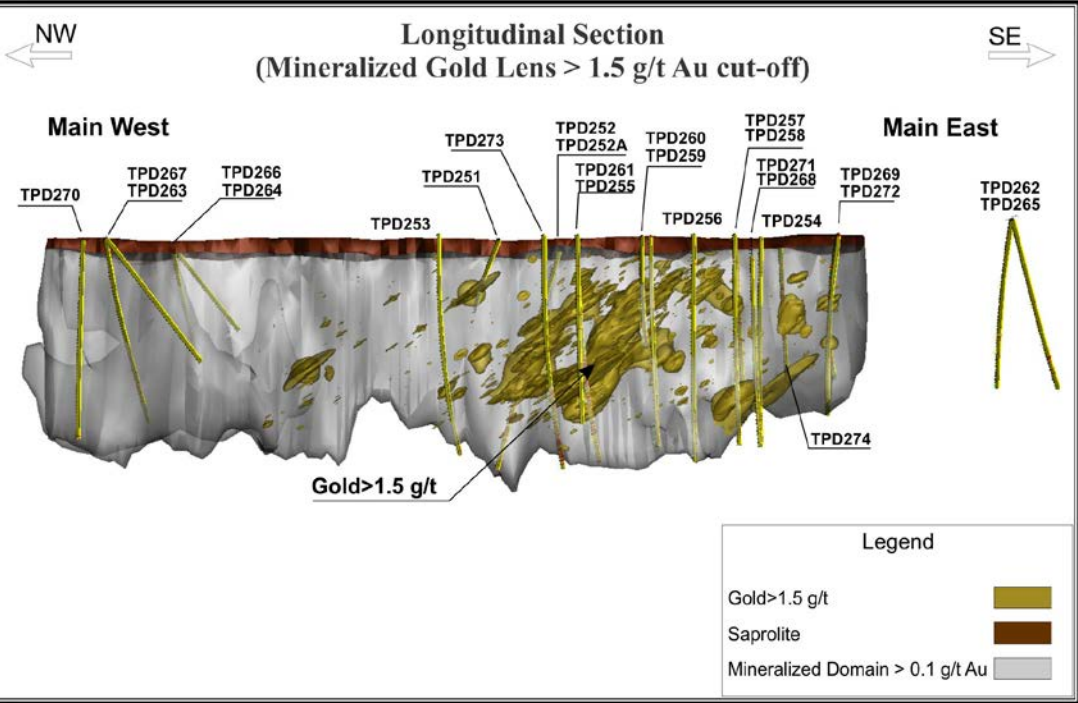 NW
SE
Longitudinal Section
(Mineralized Gold Lens > 1.5 g/t Au cut-off)
Main West
Main East
TPD270
TPD267
TPD263
TPD266
TPD264
TPD253
TPD251
TPD273
TPD252
TPD252A
TPD261
TPD255
TPD260
TPD259
TPD256
TPD257
TPD258
TPD271
TPD268
TPD254
TPD269
TPD272
TPD262
TPD265
TPD274
Gold>1.5 g/t
Legend
Gold>1.5 g/t
Saprolite
Mineralized Domain > 0.1 g/t Au